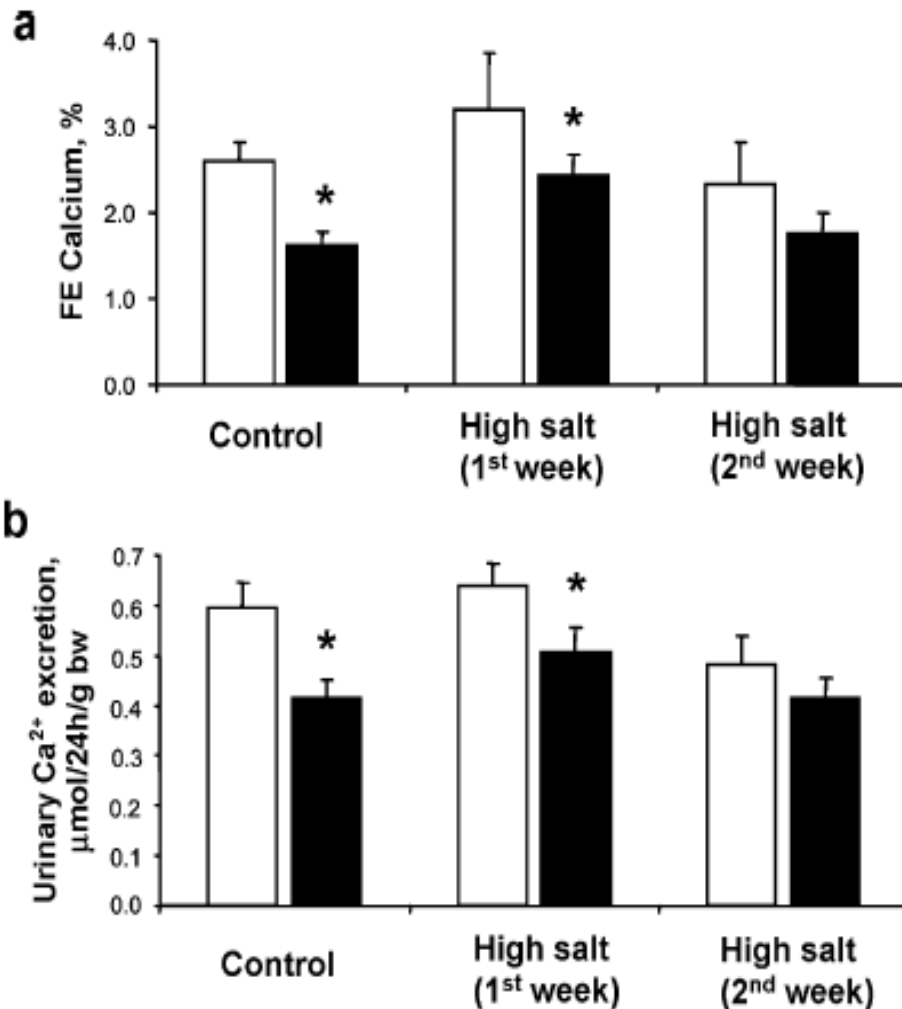 a
4.0
3.0
2.0
1.0
0.0
FE Calcium, %
*
*
Control
High salt
(1st week)
High salt
(2nd week)
b
0.7
0.6
0.5
0.4
0.3
0.2
0.1
0.0
Urinary Ca²⁺ excretion,
μmol/24h/g bw
*
*
Control
High salt
(1st week)
High salt
(2nd week)